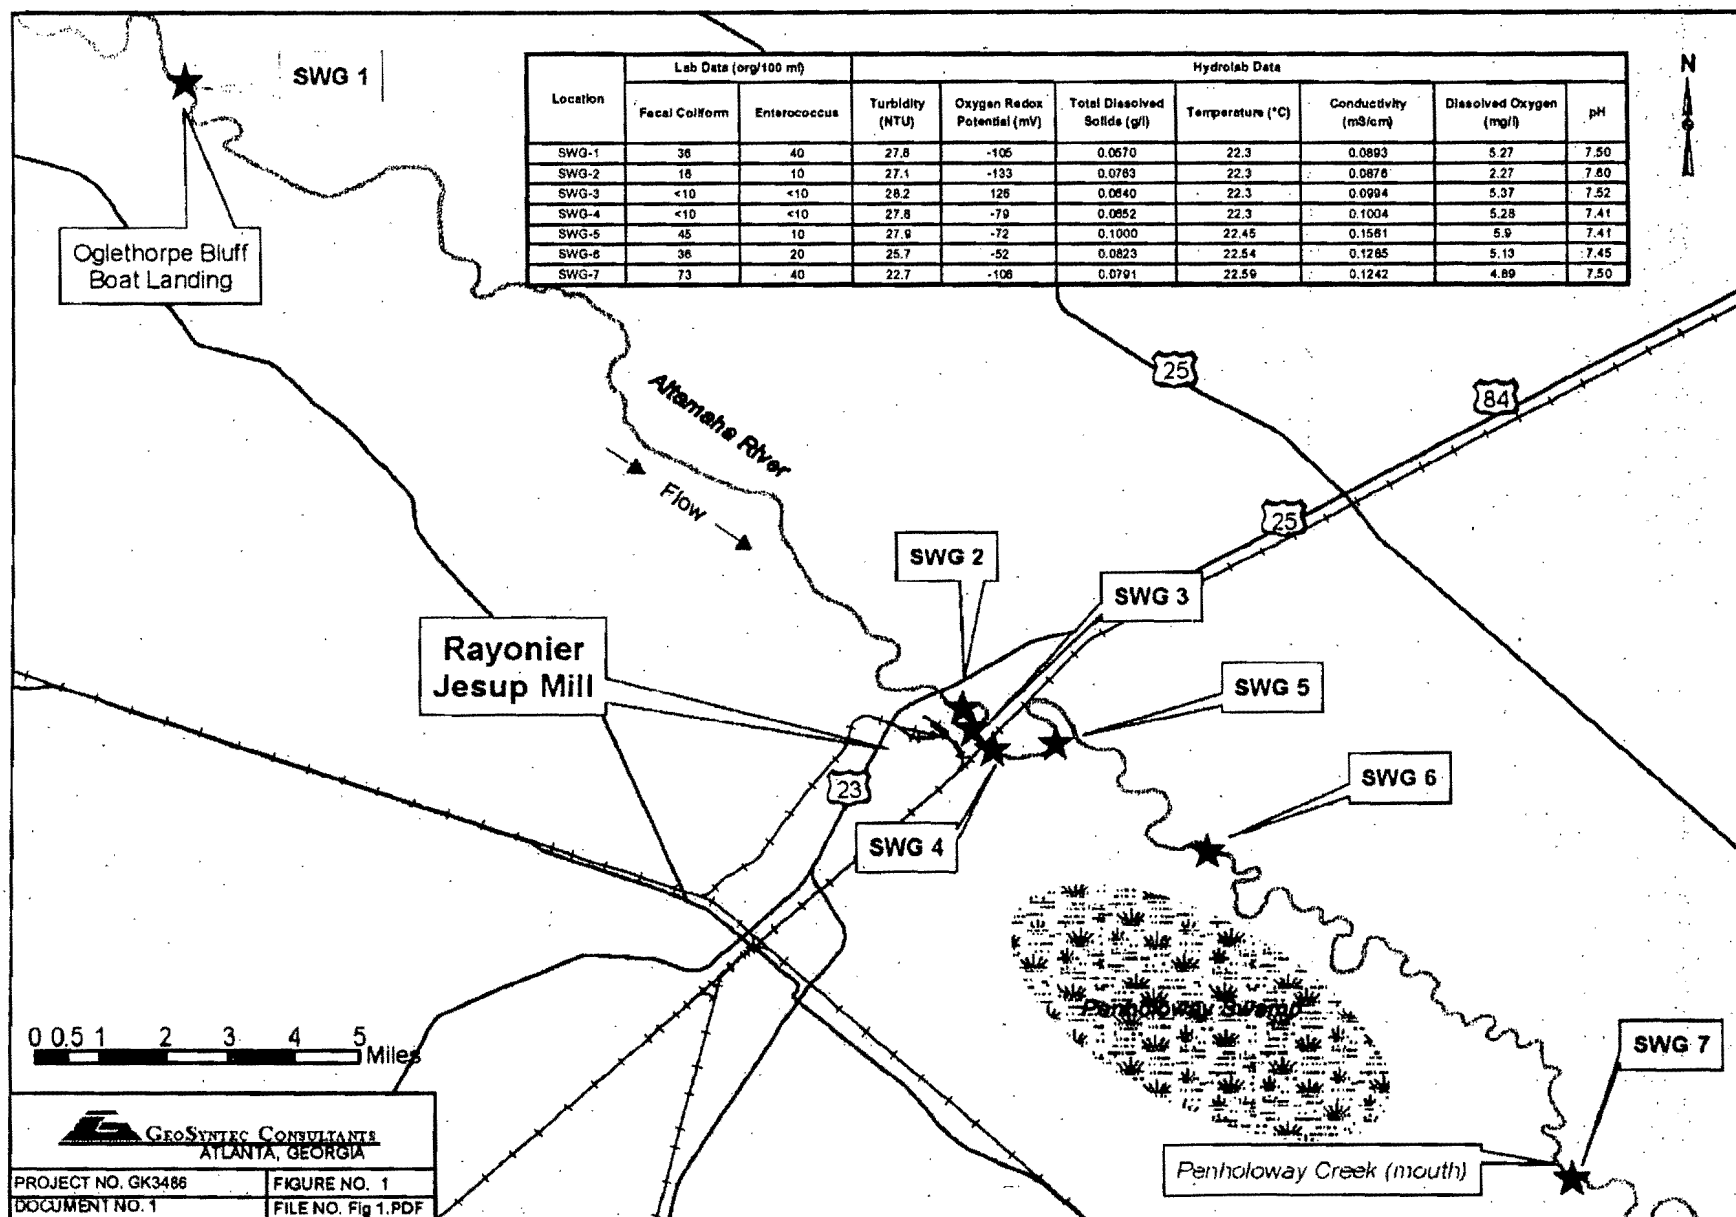 SWG 1
Lab Data (org/100 ml)
Hydrolab Data
Location
Fecal Coliform
Enterococcus
Turbidity
(NTU)
Oxygen Redox
Potential (mV)
Total Dissolved
Solids (g/l)
Temperature (°C)
Conductivity
(mS/cm)
Dissolved Oxygen
(mg/l)
pH
SWG-1 36 40 27.8 -105 0.0570 22.3 0.0893 5.27 7.50
SWG-2 18 10 27.1 -133 0.0763 22.3 0.0876 2.27 7.60
SWG-3 <10 <10 28.2 126 0.0640 22.3 0.0994 5.37 7.52
SWG-4 <10 <10 27.8 -79 0.0652 22.3 0.1004 5.28 7.41
SWG-5 45 10 27.9 -72 0.1000 22.45 0.1561 5.9 7.41
SWG-6 36 20 25.7 -52 0.0823 22.54 0.1285 5.13 7.45
SWG-7 73 40 22.7 -106 0.0791 22.59 0.1242 4.89 7.50
N
Oglethorpe Bluff
Boat Landing
25
84
Altamaha River
Flow
25
SWG 2
SWG 3
Rayonier
Jesup Mill
SWG 5
23
SWG 6
SWG 4
Penholoway Swamp
0 0.5 1 2 3 4 5
Miles
SWG 7
GEOSYNTEC CONSULTANTS
ATLANTA, GEORGIA
Penholoway Creek (mouth)
PROJECT NO. GK3486
FIGURE NO. 1
DOCUMENT NO. 1
FILE NO. Fig 1.PDF